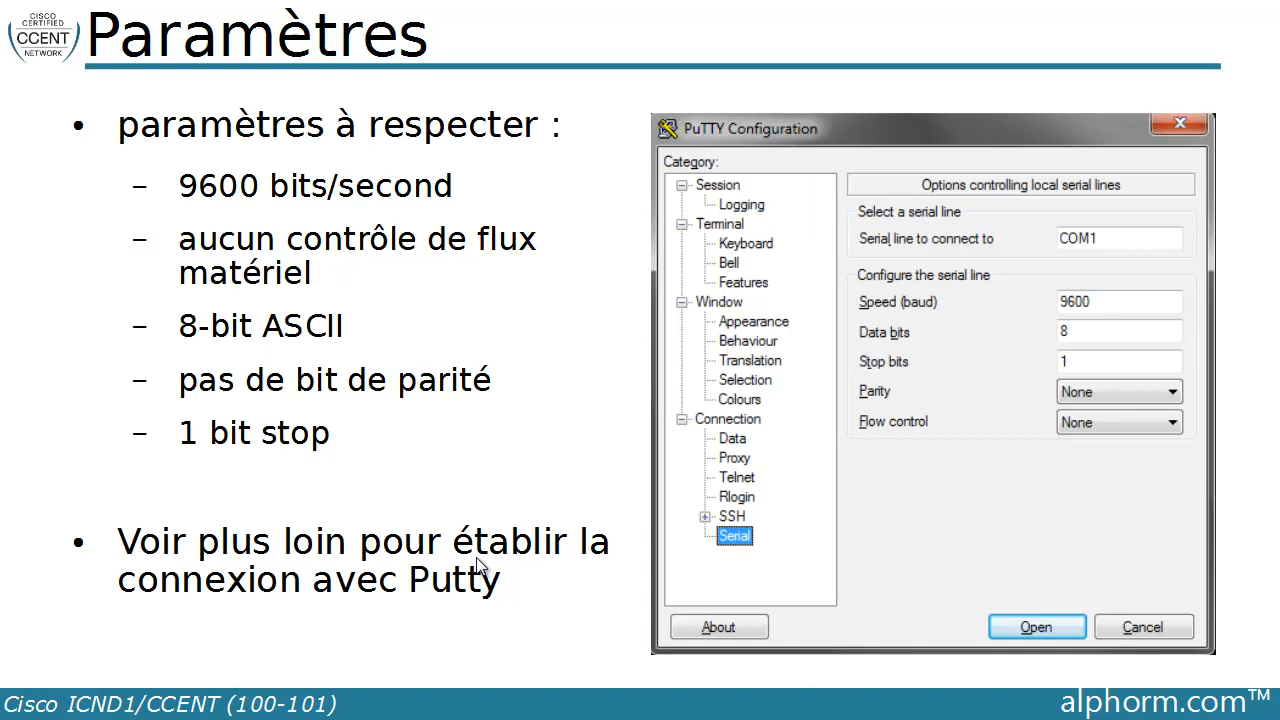 CISCO
CERTIFIED
CCENT
NETWORK
Paramètres
• paramètres à respecter :
– 9600 bits/second
– aucun contrôle de flux
matériel
– 8-bit ASCII
– pas de bit de parité
– 1 bit stop
• Voir plus loin pour établir la
connexion avec Putty
PuTTY Configuration
Category:
Session
Logging
Terminal
Keyboard
Bell
Features
Window
Appearance
Behaviour
Translation
Selection
Colours
Connection
Data
Proxy
Telnet
Rlogin
SSH
Serial
Options controlling local serial lines
Select a serial line
Serial line to connect to COM1
Configure the serial line
Speed (baud) 9600
Data bits 8
Stop bits 1
Parity None
Flow control None
About
Open
Cancel
Cisco ICND1/CCENT (100-101)
alphorm.com™